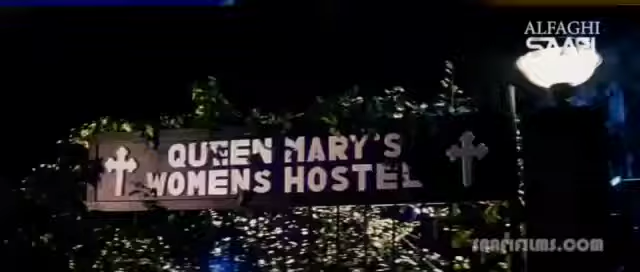 ALFAGHI
SAAFI
QUEEN MARY'S
WOMENS HOSTEL
SAAFIFILMS.COM